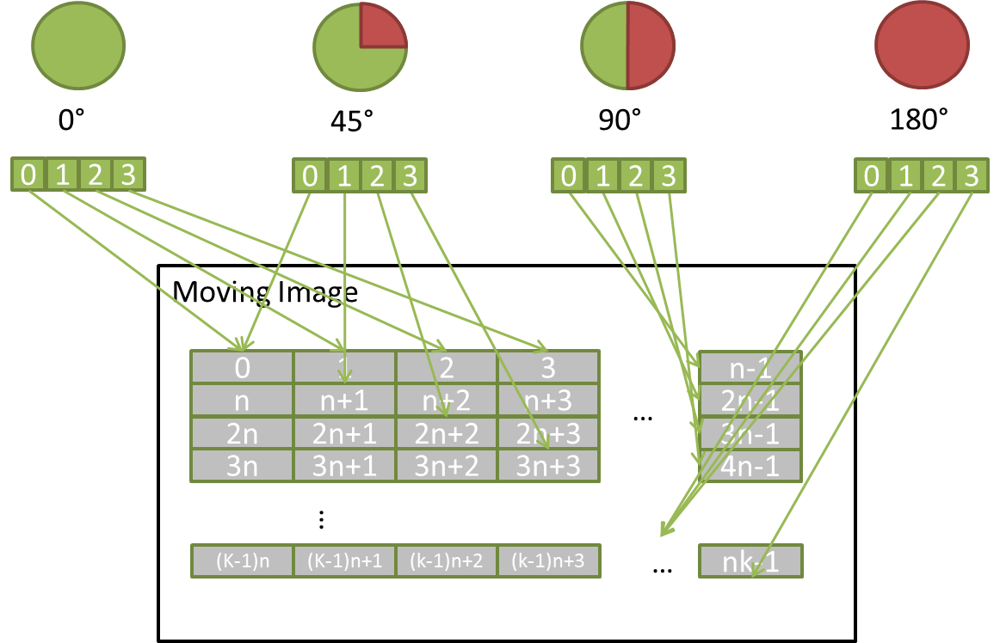 0° 45° 90° 180°
0 1 2 3 0 1 2 3 0 1 2 3 0 1 2 3
Moving Image
0 1 2 3 n-1
n n+1 n+2 n+3 2n-1
...
2n 2n+1 2n+2 2n+3 3n-1
3n 3n+1 3n+2 3n+3 4n-1
...
(K-1)n (K-1)n+1 (k-1)n+2 (k-1)n+3 ... nk-1